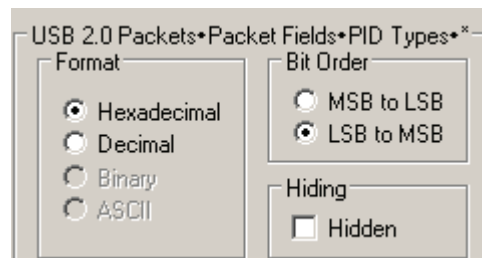 USB 2.0 Packets•Packet Fields•PID Types•*
Format
Hexadecimal
Decimal
Binary
ASCII
Bit Order
MSB to LSB
LSB to MSB
Hiding
Hidden